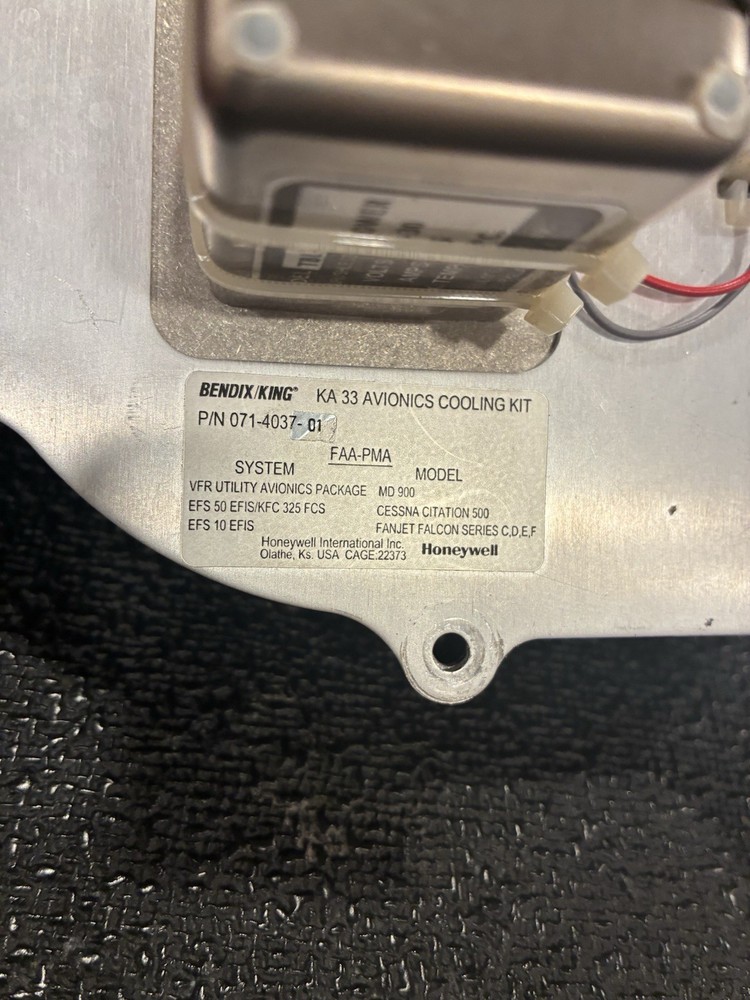 BENDIX/KING® KA 33 AVIONICS COOLING KIT
P/N 071-4037-01
FAA-PMA
SYSTEM MODEL
VFR UTILITY AVIONICS PACKAGE MD 900
EFS 50 EFIS/KFC 325 FCS CESSNA CITATION 500
EFS 10 EFIS FANJET FALCON SERIES C,D,E,F
Honeywell International Inc.
Olathe, Ks. USA CAGE:22373 Honeywell